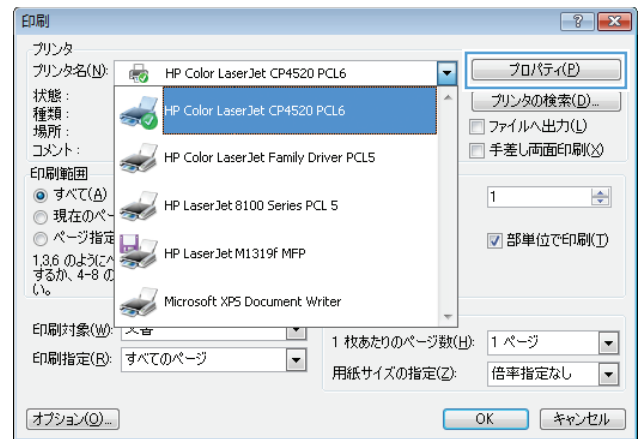 印刷
プリンタ
プリンタ名(N): HP Color LaserJet CP4520 PCL6 プロパティ(P)
状態:
種類:
場所:
コメント:
HP Color LaserJet CP4520 PCL6
HP Color LaserJet Family Driver PCL5
HP LaserJet 8100 Series PCL 5
HP LaserJet M1319f MFP
Microsoft XPS Document Writer
プリンタの検索(D)...
ファイルへ出力(L)
手差し両面印刷(X)
印刷範囲
すべて(A)
現在のペー
ページ指定
1,3,6 のように
するか、4-8 の
い。
1
部単位で印刷(T)
印刷対象(W):
印刷指定(R): すべてのページ
1 枚あたりのページ数(H): 1 ページ
用紙サイズの指定(Z): 倍率指定なし
オプション(O)...
OK
キャンセル